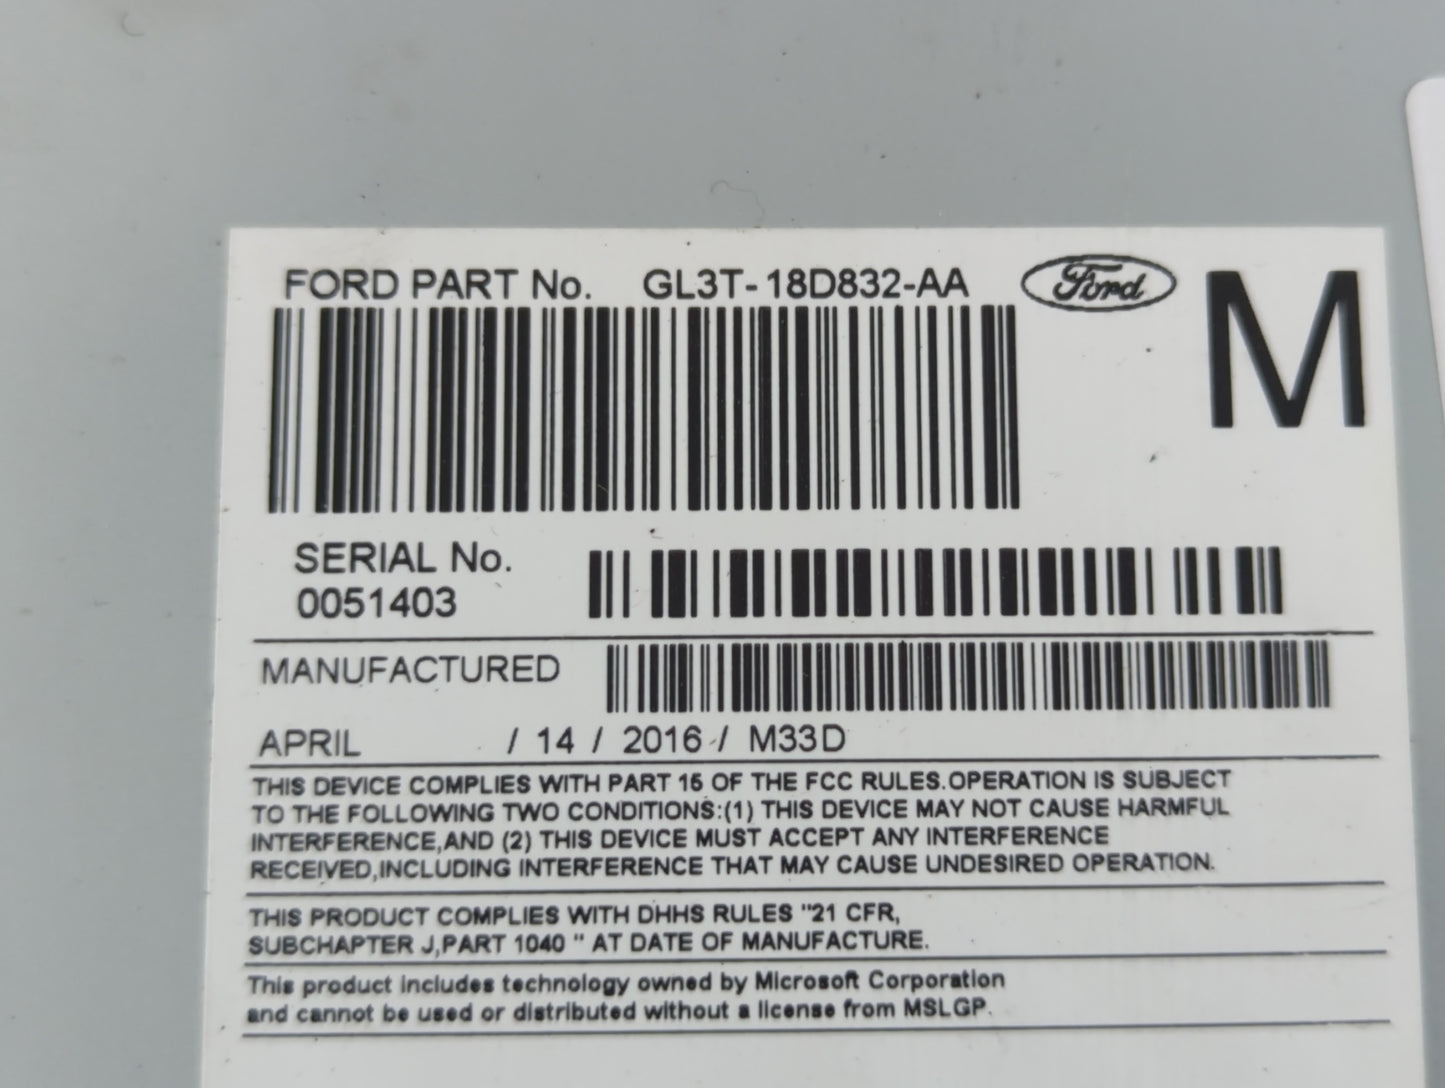 FORD PART No. GL3T-18D832-AA Ford M
SERIAL No.
0051403
MANUFACTURED
APRIL / 14 / 2016 / M33D
THIS DEVICE COMPLIES WITH PART 15 OF THE FCC RULES.OPERATION IS SUBJECT
TO THE FOLLOWING TWO CONDITIONS:(1) THIS DEVICE MAY NOT CAUSE HARMFUL
INTERFERENCE,AND (2) THIS DEVICE MUST ACCEPT ANY INTERFERENCE
RECEIVED,INCLUDING INTERFERENCE THAT MAY CAUSE UNDESIRED OPERATION.
THIS PRODUCT COMPLIES WITH DHHS RULES "21 CFR,
SUBCHAPTER J,PART 1040 " AT DATE OF MANUFACTURE.
This product includes technology owned by Microsoft Corporation
and cannot be used or distributed without a license from MSLGP.